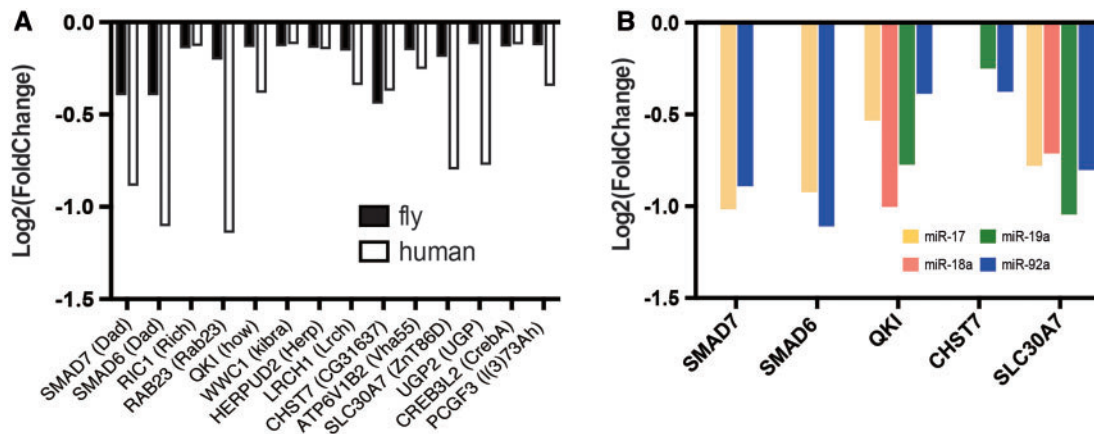 A
Log2(FoldChange)
0.0
-0.5
-1.0
-1.5
fly
human
SMAD7 (Dad)
SMAD6 (Dad)
RIC1 (Rich)
RAB23 (Rab23)
QKI (how)
WWC1 (kibra)
HERPUD2 (Herp)
LRCH1 (Lrch)
CHST7 (CG31637)
ATP6V1B2 (Vha55)
SLC30A7 (ZnT86D)
UGP2 (UGP)
CREB3L2 (CrebA)
PCGF3 (l(3)73Ah)
B
Log2(FoldChange)
0.0
-0.5
-1.0
-1.5
miR-17
miR-19a
miR-18a
miR-92a
SMAD7
SMAD6
QKI
CHST7
SLC30A7